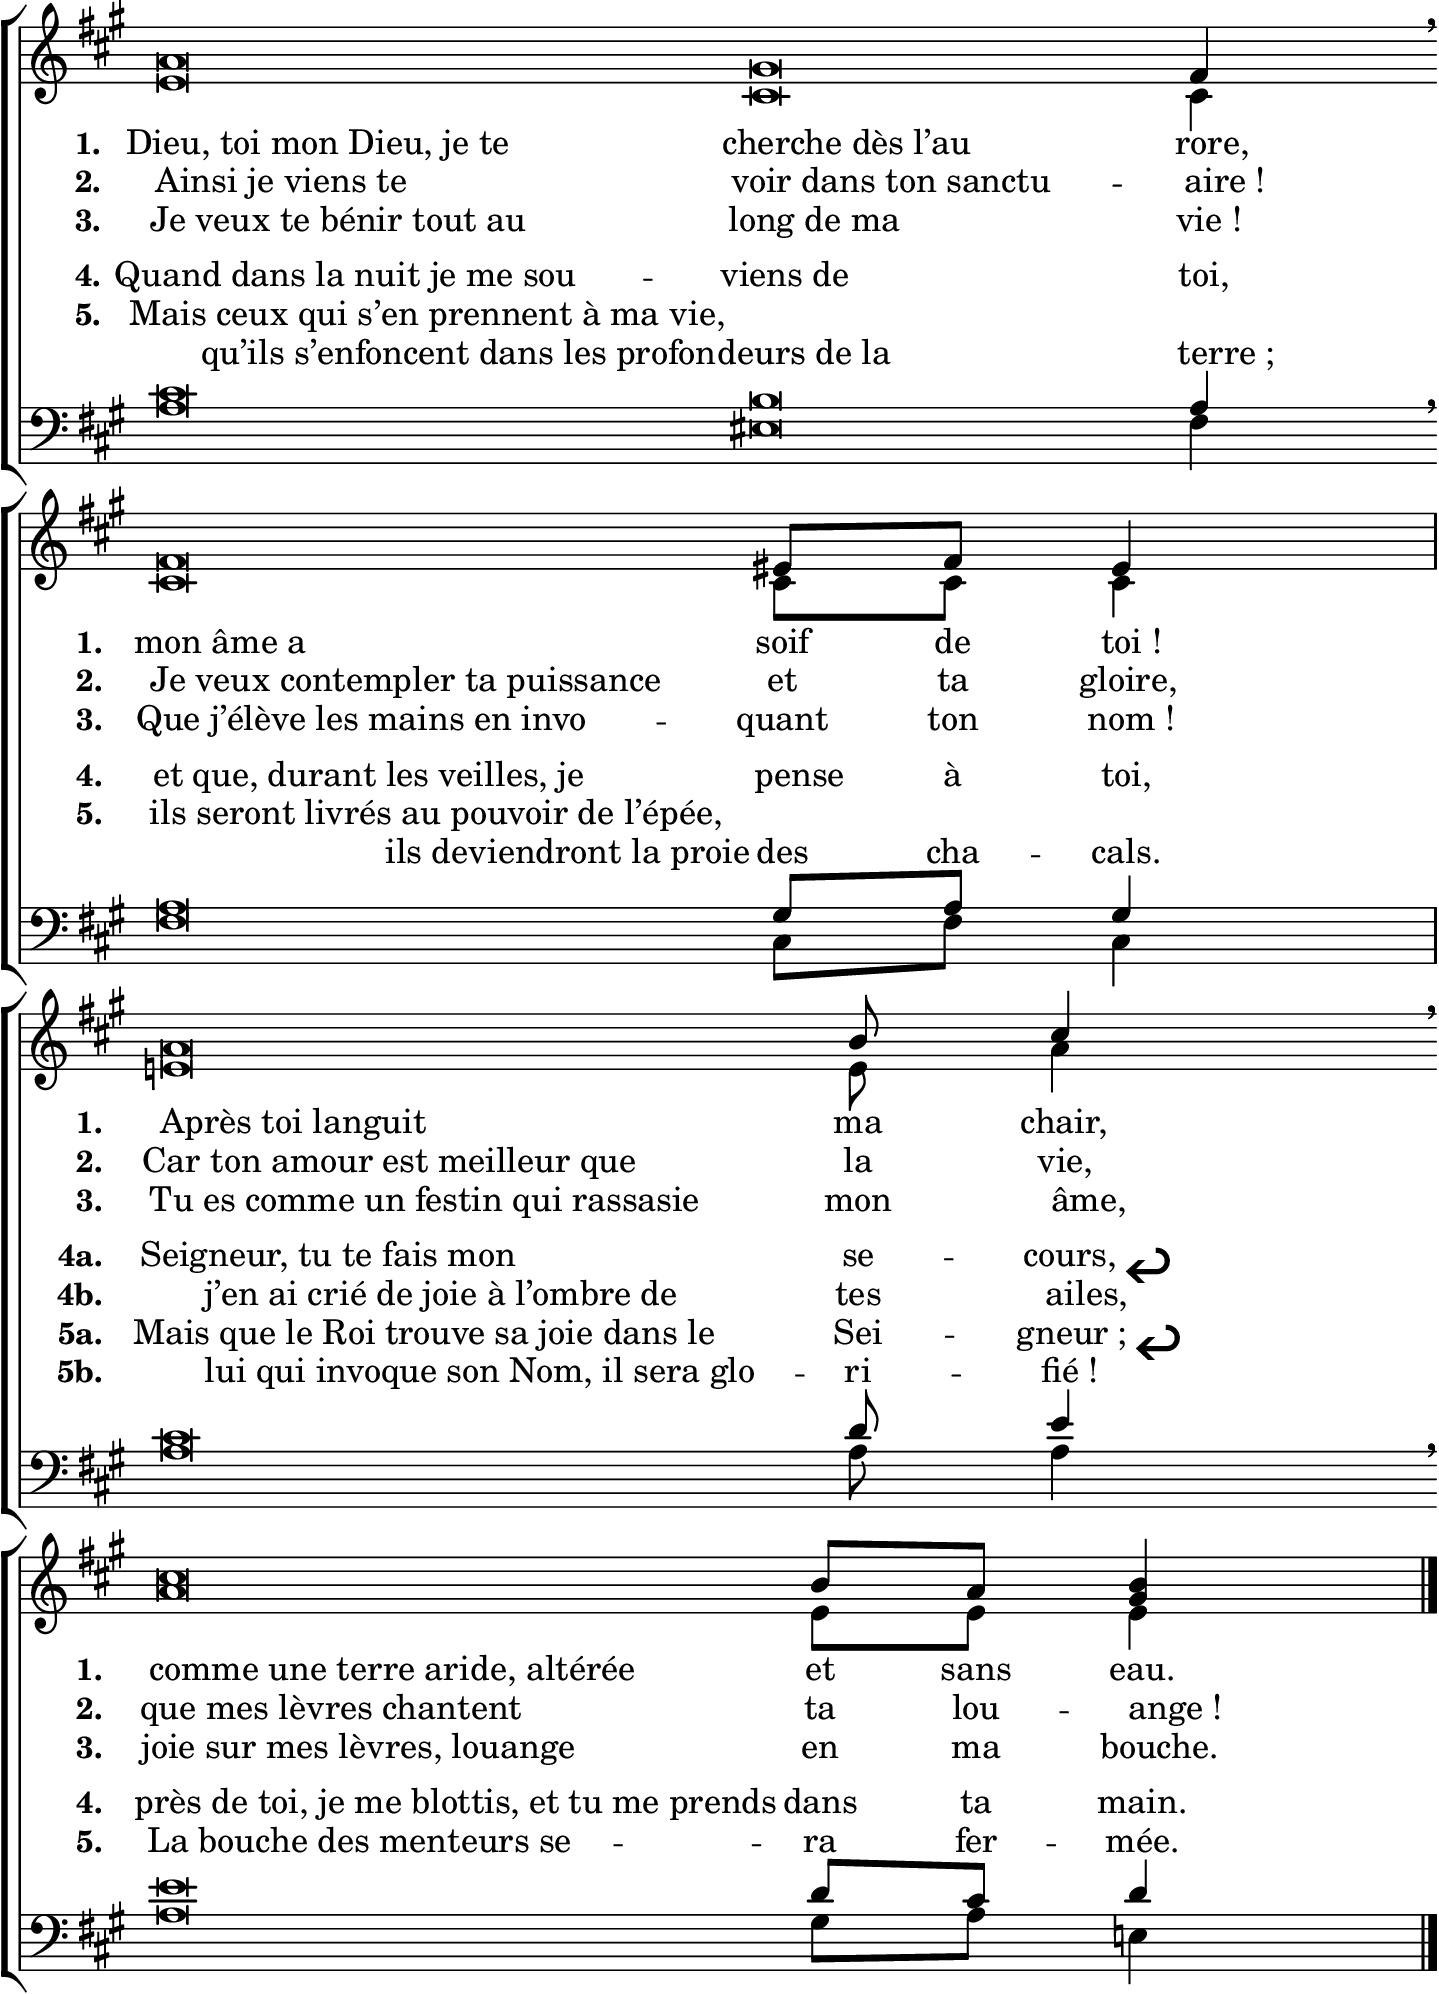 1. Dieu, toi mon Dieu, je te cherche dès l’au rore,
2. Ainsi je viens te voir dans ton sanctu -- aire !
3. Je veux te bénir tout au long de ma vie !
4. Quand dans la nuit je me sou -- viens de toi,
5. Mais ceux qui s’en prennent à ma vie,
qu’ils s’enfoncent dans les profondeurs de la terre ;
1. mon âme a soif de toi !
2. Je veux contempler ta puissance et ta gloire,
3. Que j’élève les mains en invo -- quant ton nom !
4. et que, durant les veilles, je pense à toi,
5. ils seront livrés au pouvoir de l’épée,
ils deviendront la proie des cha -- cals.
1. Après toi languit ma chair,
2. Car ton amour est meilleur que la vie,
3. Tu es comme un festin qui rassasie mon âme,
4a. Seigneur, tu te fais mon se -- cours,
4b. j’en ai crié de joie à l’ombre de tes ailes,
5a. Mais que le Roi trouve sa joie dans le Sei -- gneur ;
5b. lui qui invoque son Nom, il sera glo -- ri -- fié !
1. comme une terre aride, altérée et sans eau.
2. que mes lèvres chantent ta lou -- ange !
3. joie sur mes lèvres, louange en ma bouche.
4. près de toi, je me blottis, et tu me prends dans ta main.
5. La bouche des menteurs se -- ra fer -- mée.